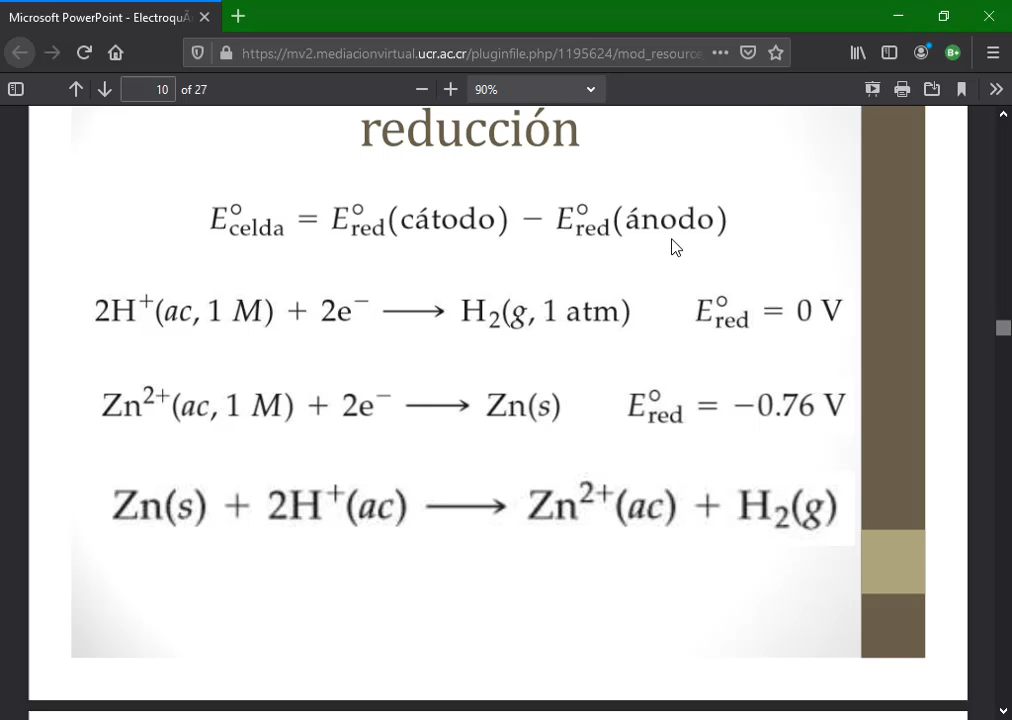 Microsoft PowerPoint - ElectroquÃ
https://mv2.mediacionvirtual.ucr.ac.cr/pluginfile.php/1195624/mod_resource
10 of 27
90%
reducción
E°celda = E°red(cátodo) − E°red(ánodo)
2H⁺(ac, 1 M) + 2e⁻ ⟶ H₂(g, 1 atm) E°red = 0 V
Zn²⁺(ac, 1 M) + 2e⁻ ⟶ Zn(s) E°red = −0.76 V
Zn(s) + 2H⁺(ac) ⟶ Zn²⁺(ac) + H₂(g)